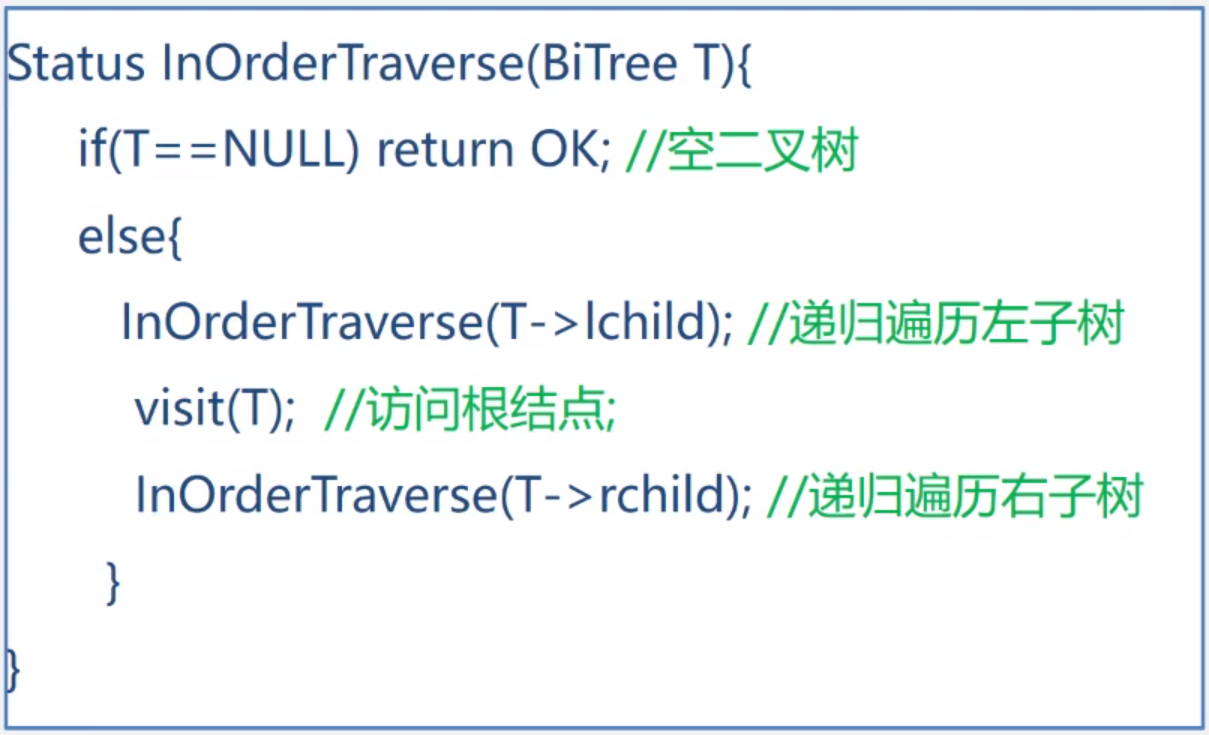 Status InOrderTraverse(BiTree T){
if(T==NULL) return OK; //空二叉树
else{
InOrderTraverse(T->lchild); //递归遍历左子树
visit(T); //访问根结点;
InOrderTraverse(T->rchild); //递归遍历右子树
}
}